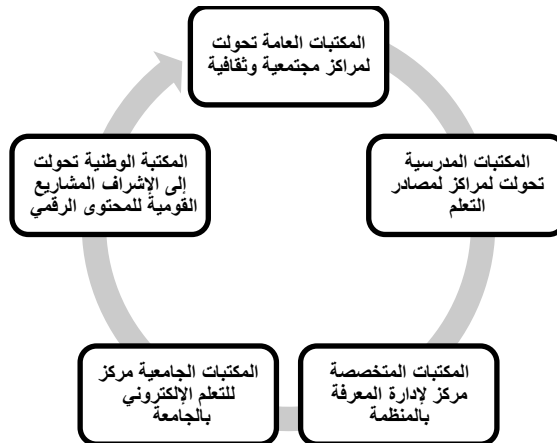 المكتبات العامة تحولت
لمراكز مجتمعية وثقافية
المكتبات المدرسية
تحولت لمراكز لمصادر
التعلم
المكتبات المتخصصة
مركز لإدارة المعرفة
بالمنظمة
المكتبات الجامعية مركز
للتعلم الإلكتروني
بالجامعة
المكتبة الوطنية تحولت
إلى الإشراف المشاريع
القومية للمحتوى الرقمي